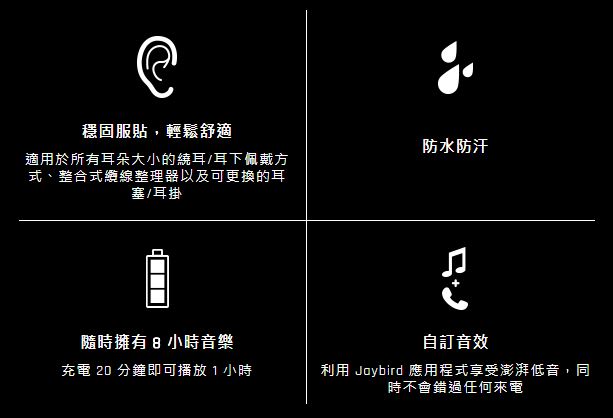 穩固服貼，輕鬆舒適
適用於所有耳朵大小的繞耳/耳下佩戴方
式、整合式纜線整理器以及可更換的耳
塞/耳掛
防水防汗
隨時擁有 8 小時音樂
充電 20 分鐘即可播放 1 小時
自訂音效
利用 Jaybird 應用程式享受澎湃低音，同
時不會錯過任何來電